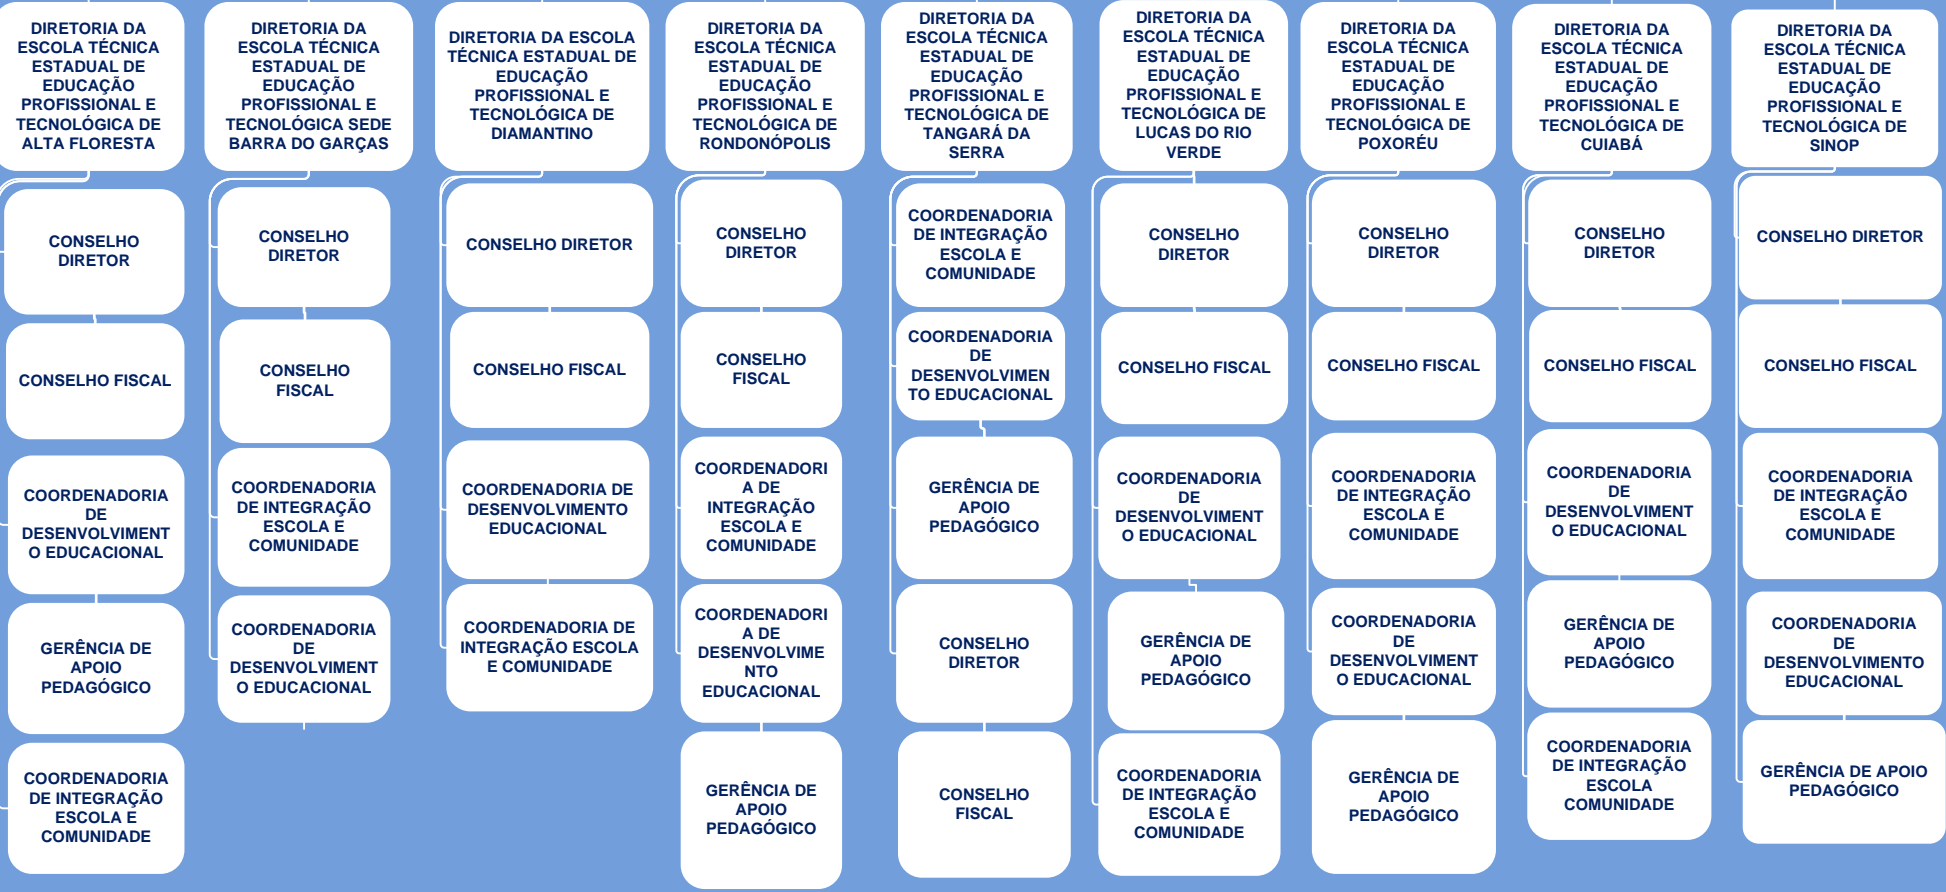 DIRETORIA DA
ESCOLA TÉCNICA
ESTADUAL DE
EDUCAÇÃO
PROFISSIONAL E
TECNOLÓGICA DE
ALTA FLORESTA
CONSELHO
DIRETOR
CONSELHO FISCAL
COORDENADORIA
DE
DESENVOLVIMENT
O EDUCACIONAL
GERÊNCIA DE
APOIO
PEDAGÓGICO
COORDENADORIA
DE INTEGRAÇÃO
ESCOLA E
COMUNIDADE
DIRETORIA DA
ESCOLA TÉCNICA
ESTADUAL DE
EDUCAÇÃO
PROFISSIONAL E
TECNOLÓGICA SEDE
BARRA DO GARÇAS
CONSELHO
DIRETOR
CONSELHO
FISCAL
COORDENADORIA
DE INTEGRAÇÃO
ESCOLA E
COMUNIDADE
COORDENADORIA
DE
DESENVOLVIMENT
O EDUCACIONAL
DIRETORIA DA ESCOLA
TÉCNICA ESTADUAL DE
EDUCAÇÃO
PROFISSIONAL E
TECNOLÓGICA DE
DIAMANTINO
CONSELHO DIRETOR
CONSELHO FISCAL
COORDENADORIA DE
DESENVOLVIMENTO
EDUCACIONAL
COORDENADORIA DE
INTEGRAÇÃO ESCOLA
E COMUNIDADE
DIRETORIA DA
ESCOLA TÉCNICA
ESTADUAL DE
EDUCAÇÃO
PROFISSIONAL E
TECNOLÓGICA DE
RONDONÓPOLIS
CONSELHO
DIRETOR
CONSELHO
FISCAL
COORDENADORI
A DE
INTEGRAÇÃO
ESCOLA E
COMUNIDADE
COORDENADORI
A DE
DESENVOLVIME
NTO
EDUCACIONAL
GERÊNCIA DE
APOIO
PEDAGÓGICO
DIRETORIA DA
ESCOLA TÉCNICA
ESTADUAL DE
EDUCAÇÃO
PROFISSIONAL E
TECNOLÓGICA DE
TANGARÁ DA
SERRA
COORDENADORIA
DE INTEGRAÇÃO
ESCOLA E
COMUNIDADE
COORDENADORIA
DE
DESENVOLVIMEN
TO EDUCACIONAL
GERÊNCIA DE
APOIO
PEDAGÓGICO
CONSELHO
DIRETOR
CONSELHO
FISCAL
DIRETORIA DA
ESCOLA TÉCNICA
ESTADUAL DE
EDUCAÇÃO
PROFISSIONAL E
TECNOLÓGICA DE
LUCAS DO RIO
VERDE
CONSELHO
DIRETOR
CONSELHO FISCAL
COORDENADORIA
DE
DESENVOLVIMENT
O EDUCACIONAL
GERÊNCIA DE
APOIO
PEDAGÓGICO
COORDENADORIA
DE INTEGRAÇÃO
ESCOLA E
COMUNIDADE
DIRETORIA DA
ESCOLA TÉCNICA
ESTADUAL DE
EDUCAÇÃO
PROFISSIONAL E
TECNOLÓGICA DE
POXORÉU
CONSELHO
DIRETOR
CONSELHO FISCAL
COORDENADORIA
DE INTEGRAÇÃO
ESCOLA E
COMUNIDADE
COORDENADORIA
DE
DESENVOLVIMENT
O EDUCACIONAL
GERÊNCIA DE
APOIO
PEDAGÓGICO
DIRETORIA DA
ESCOLA TÉCNICA
ESTADUAL DE
EDUCAÇÃO
PROFISSIONAL E
TECNOLÓGICA DE
CUIABÁ
CONSELHO
DIRETOR
CONSELHO FISCAL
COORDENADORIA
DE
DESENVOLVIMENT
O EDUCACIONAL
GERÊNCIA DE
APOIO
PEDAGÓGICO
COORDENADORIA
DE INTEGRAÇÃO
ESCOLA
COMUNIDADE
DIRETORIA DA
ESCOLA TÉCNICA
ESTADUAL DE
EDUCAÇÃO
PROFISSIONAL E
TECNOLÓGICA DE
SINOP
CONSELHO DIRETOR
CONSELHO FISCAL
COORDENADORIA
DE INTEGRAÇÃO
ESCOLA E
COMUNIDADE
COORDENADORIA
DE
DESENVOLVIMENTO
EDUCACIONAL
GERÊNCIA DE APOIO
PEDAGÓGICO